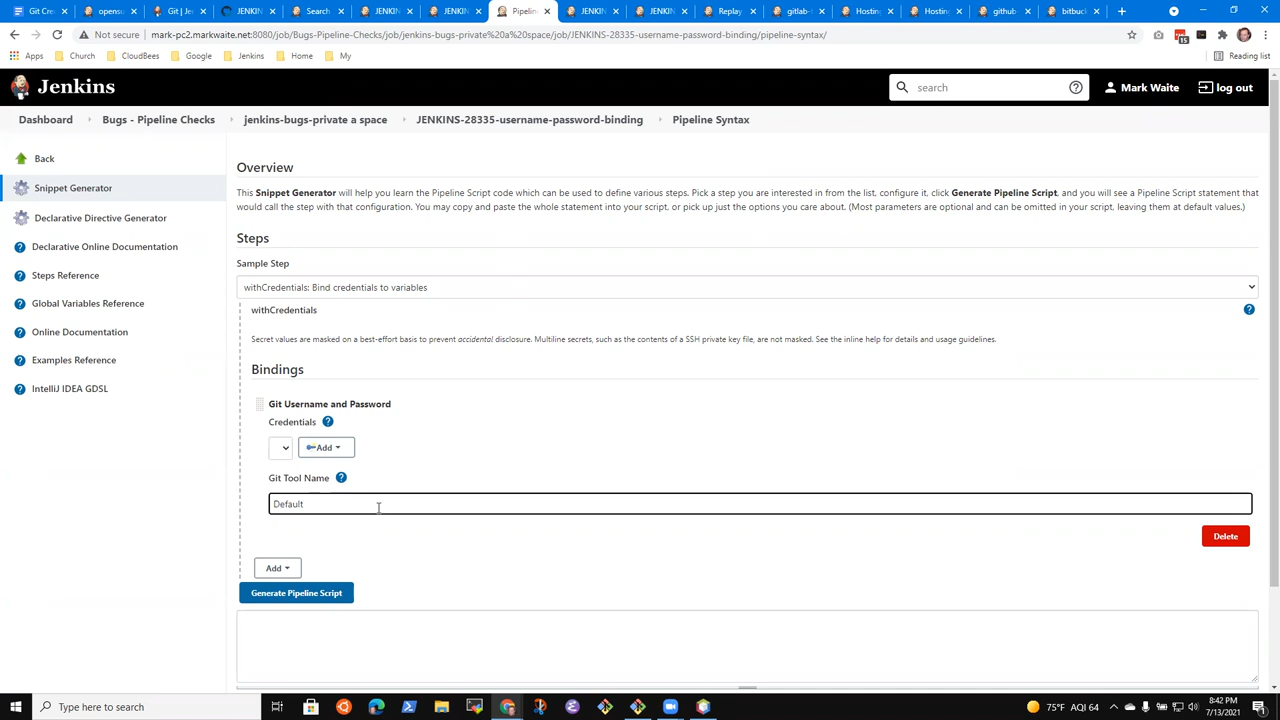 Git Cre
opensu
Git | Je
JENKIN
Search
JENKIN
JENKIN
Pipelin
JENKIN
JENKIN
Replay
gitlab-
Hosting
Hosting
github
bitbuck
Not secure
mark-pc2.markwaite.net:8080/job/Bugs-Pipeline-Checks/job/jenkins-bugs-private%20a%20space/job/JENKINS-28335-username-password-binding/pipeline-syntax/
15
Apps
Church
CloudBees
Google
Jenkins
Home
My
Reading list
Jenkins
search
Mark Waite
log out
Dashboard
Bugs - Pipeline Checks
jenkins-bugs-private a space
JENKINS-28335-username-password-binding
Pipeline Syntax
Back
Snippet Generator
Declarative Directive Generator
Declarative Online Documentation
Steps Reference
Global Variables Reference
Online Documentation
Examples Reference
IntelliJ IDEA GDSL
Overview
This Snippet Generator will help you learn the Pipeline Script code which can be used to define various steps. Pick a step you are interested in from the list, configure it, click Generate Pipeline Script, and you will see a Pipeline Script statement that
would call the step with that configuration. You may copy and paste the whole statement into your script, or pick up just the options you care about. (Most parameters are optional and can be omitted in your script, leaving them at default values.)
Steps
Sample Step
withCredentials: Bind credentials to variables
withCredentials
Secret values are masked on a best-effort basis to prevent accidental disclosure. Multiline secrets, such as the contents of a SSH private key file, are not masked. See the inline help for details and usage guidelines.
Bindings
Git Username and Password
Credentials
Add
Git Tool Name
Default
Delete
Add
Generate Pipeline Script
Type here to search
75°F AQI 64
8:42 PM
7/13/2021